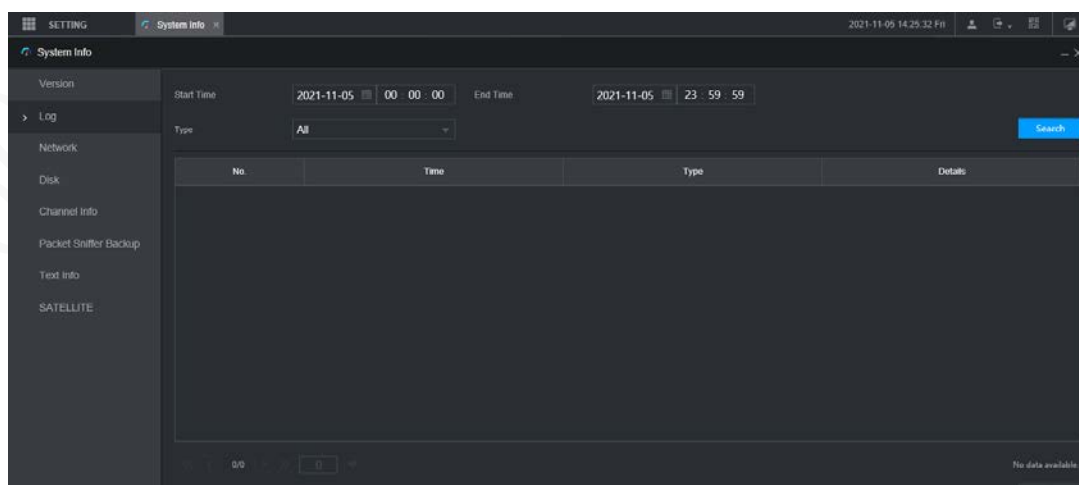 SETTING
System Info
2021-11-05 14:25:32 Fri
System Info
Version
Log
Network
Disk
Channel Info
Packet Sniffer Backup
Text Info
SATELLITE
Start Time 2021-11-05 00 : 00 : 00 End Time 2021-11-05 23 : 59 : 59
Type All
Search
No. Time Type Details
0/0 0
No data available